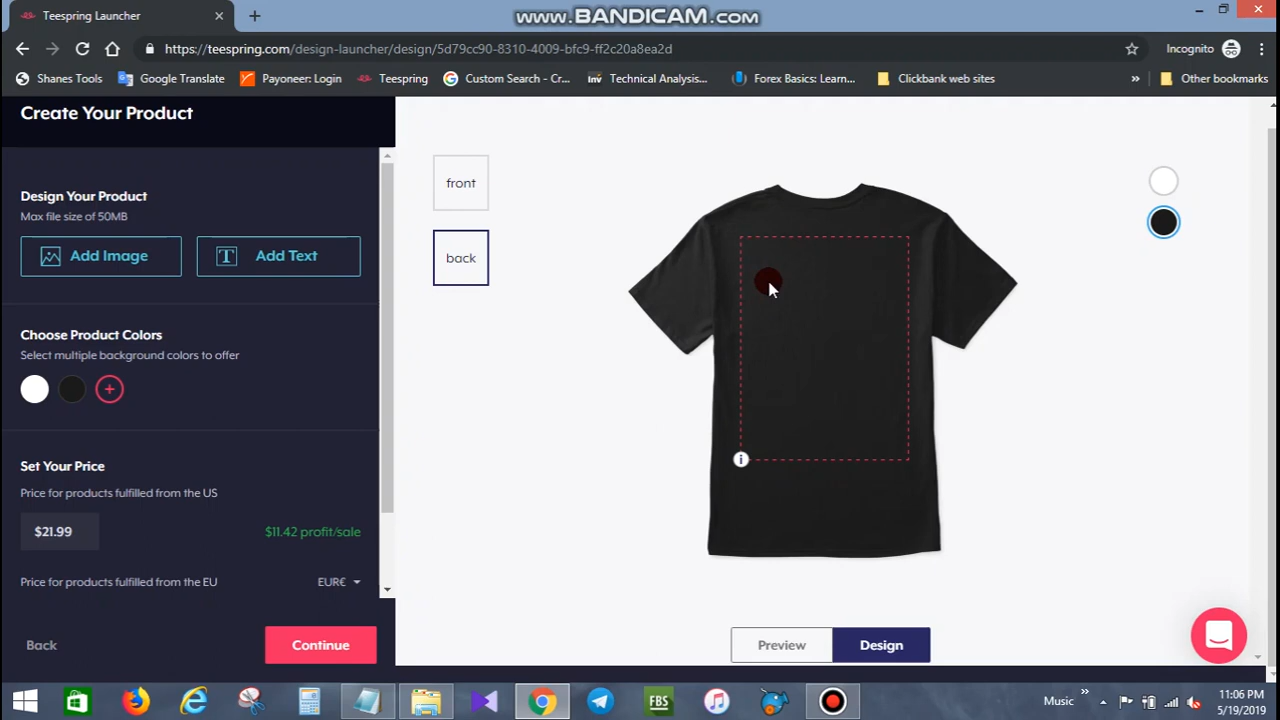 Teespring Launcher
www.BANDICAM.com
https://teespring.com/design-launcher/design/5d79cc90-8310-4009-bfc9-ff2c20a8ea2d
Incognito
Shanes Tools
Google Translate
Payoneer: Login
Teespring
Custom Search - Cr...
Inv Technical Analysis...
Forex Basics: Learn...
Clickbank web sites
»
Other bookmarks
Create Your Product
Design Your Product
Max file size of 50MB
Add Image
T Add Text
Choose Product Colors
Select multiple background colors to offer
Set Your Price
Price for products fulfilled from the US
$21.99
$11.42 profit/sale
Price for products fulfilled from the EU
EUR€
Back
Continue
front
back
i
Preview
Design
FBS
Music
»
11:06 PM
5/19/2019